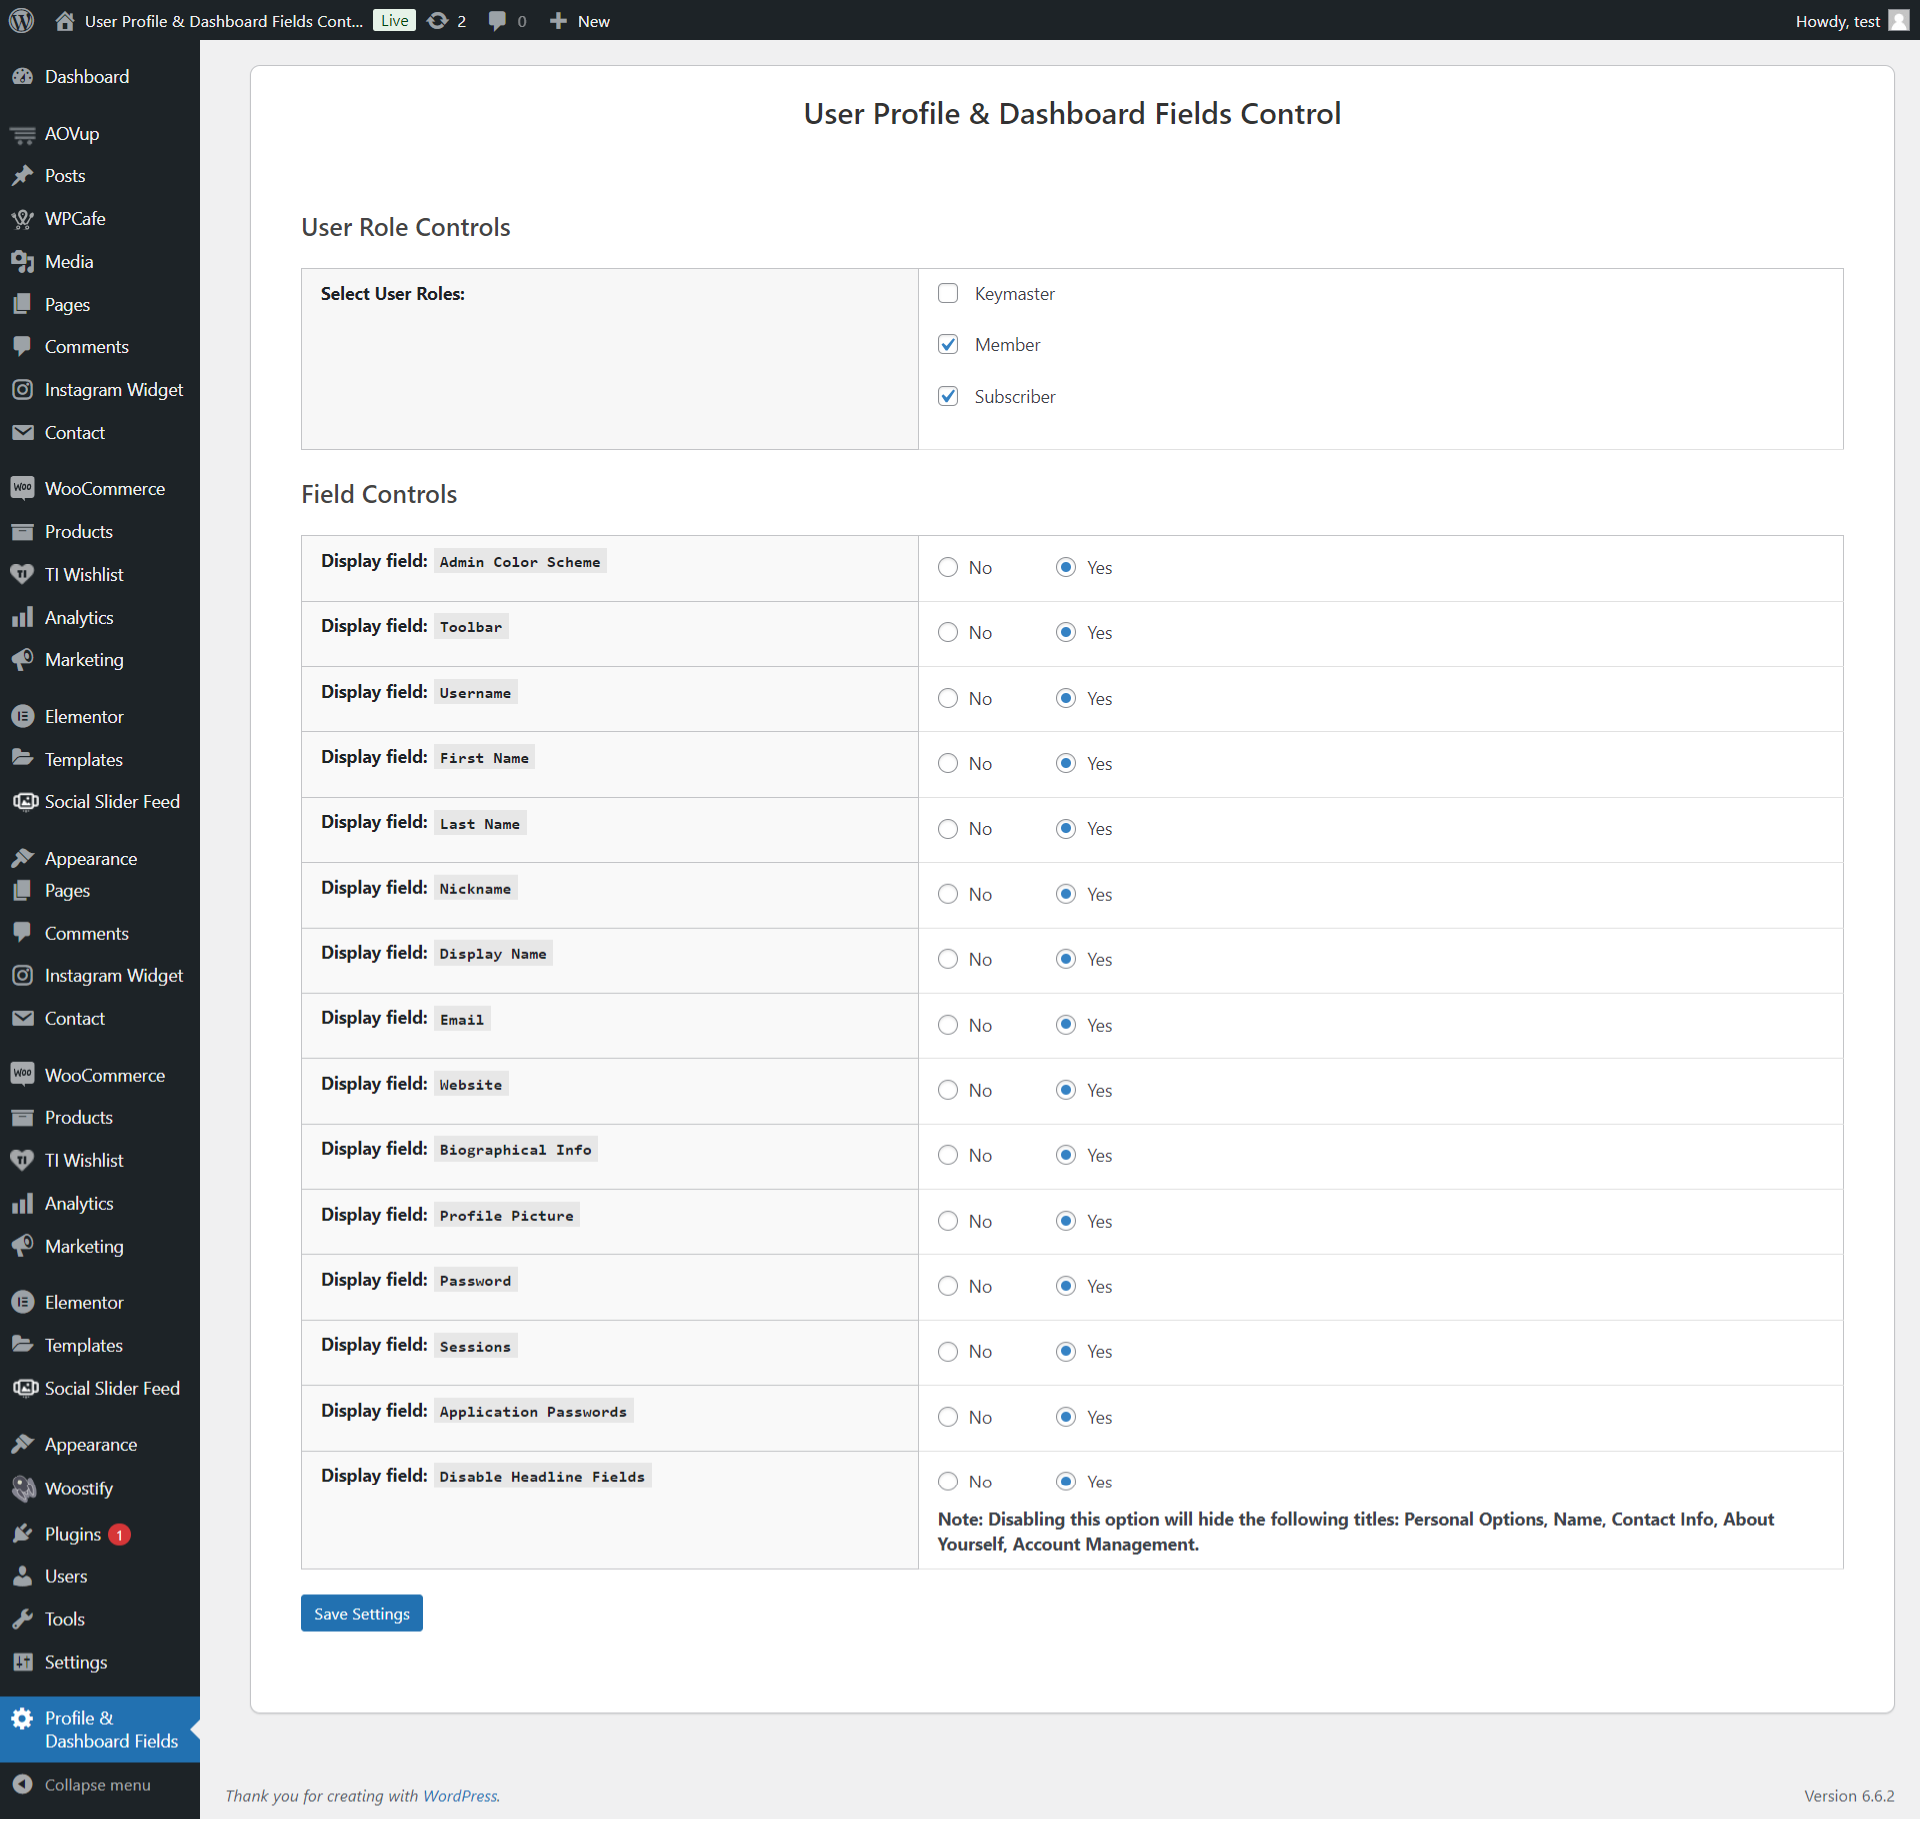 User Profile & Dashboard Fields Cont... Live 2 0 New Howdy, test
Dashboard
AOVup
Posts
WPCafe
Media
Pages
Comments
Instagram Widget
Contact
WooCommerce
Products
TI Wishlist
Analytics
Marketing
Elementor
Templates
Social Slider Feed
Appearance
Pages
Comments
Instagram Widget
Contact
WooCommerce
Products
TI Wishlist
Analytics
Marketing
Elementor
Templates
Social Slider Feed
Appearance
Woostify
Plugins 1
Users
Tools
Settings
Profile &
Dashboard Fields
Collapse menu
User Profile & Dashboard Fields Control
User Role Controls
Select User Roles:
Keymaster
Member
Subscriber
Field Controls
Display field: Admin Color Scheme No Yes
Display field: Toolbar No Yes
Display field: Username No Yes
Display field: First Name No Yes
Display field: Last Name No Yes
Display field: Nickname No Yes
Display field: Display Name No Yes
Display field: Email No Yes
Display field: Website No Yes
Display field: Biographical Info No Yes
Display field: Profile Picture No Yes
Display field: Password No Yes
Display field: Sessions No Yes
Display field: Application Passwords No Yes
Display field: Disable Headline Fields No Yes
Note: Disabling this option will hide the following titles: Personal Options, Name, Contact Info, About
Yourself, Account Management.
Save Settings
Thank you for creating with WordPress. Version 6.6.2